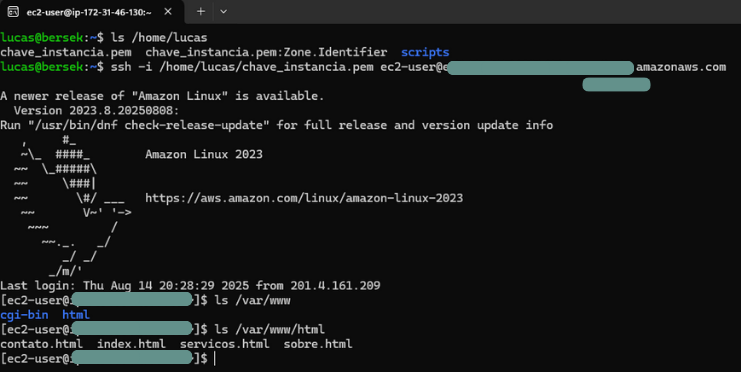 ec2-user@ip-172-31-46-130:~
lucas@bersek:~$ ls /home/lucas
chave_instancia.pem  chave_instancia.pem:Zone.Identifier  scripts
lucas@bersek:~$ ssh -i /home/lucas/chave_instancia.pem ec2-user@e amazonaws.com
A newer release of "Amazon Linux" is available.
  Version 2023.8.20250808:
Run "/usr/bin/dnf check-release-update" for full release and version update info
   ,     #_
   ~\_  ####_        Amazon Linux 2023
  ~~  \_#####\
  ~~     \###|
  ~~       \#/ ___   https://aws.amazon.com/linux/amazon-linux-2023
   ~~       V~' '->
    ~~~         /
      ~~._.   _/
         _/ _/
       _/m/'
Last login: Thu Aug 14 20:28:29 2025 from 201.4.161.209
[ec2-user@i ~]$ ls /var/www
cgi-bin  html
[ec2-user@i ~]$ ls /var/www/html
contato.html  index.html  servicos.html  sobre.html
[ec2-user@i ~]$